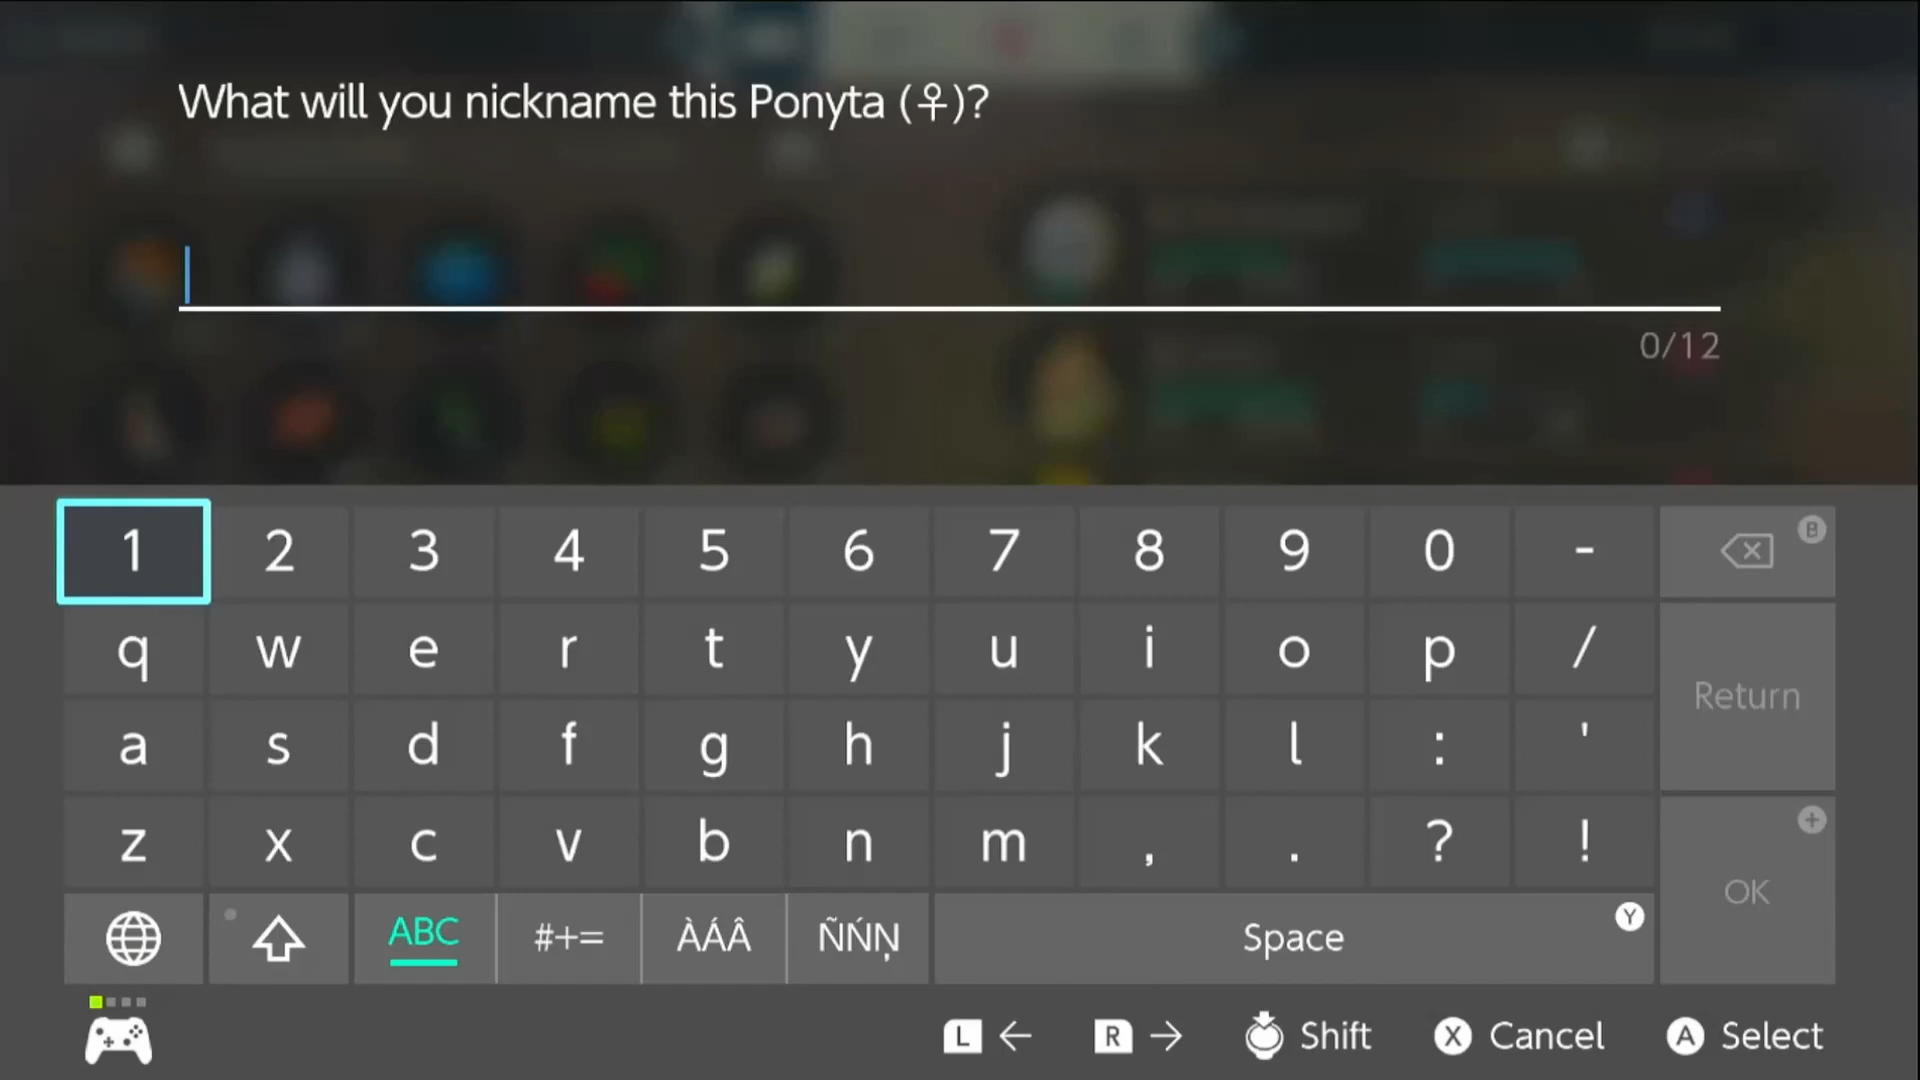 What will you nickname this Ponyta (♀)?
0/12
1 2 3 4 5 6 7 8 9 0 - B
q w e r t y u i o p / Return
a s d f g h j k l : '
z x c v b n m , . ? ! +
ABC #+= ÀÁÂ ÑŃŅ Space Y OK
L ← R → Shift X Cancel A Select